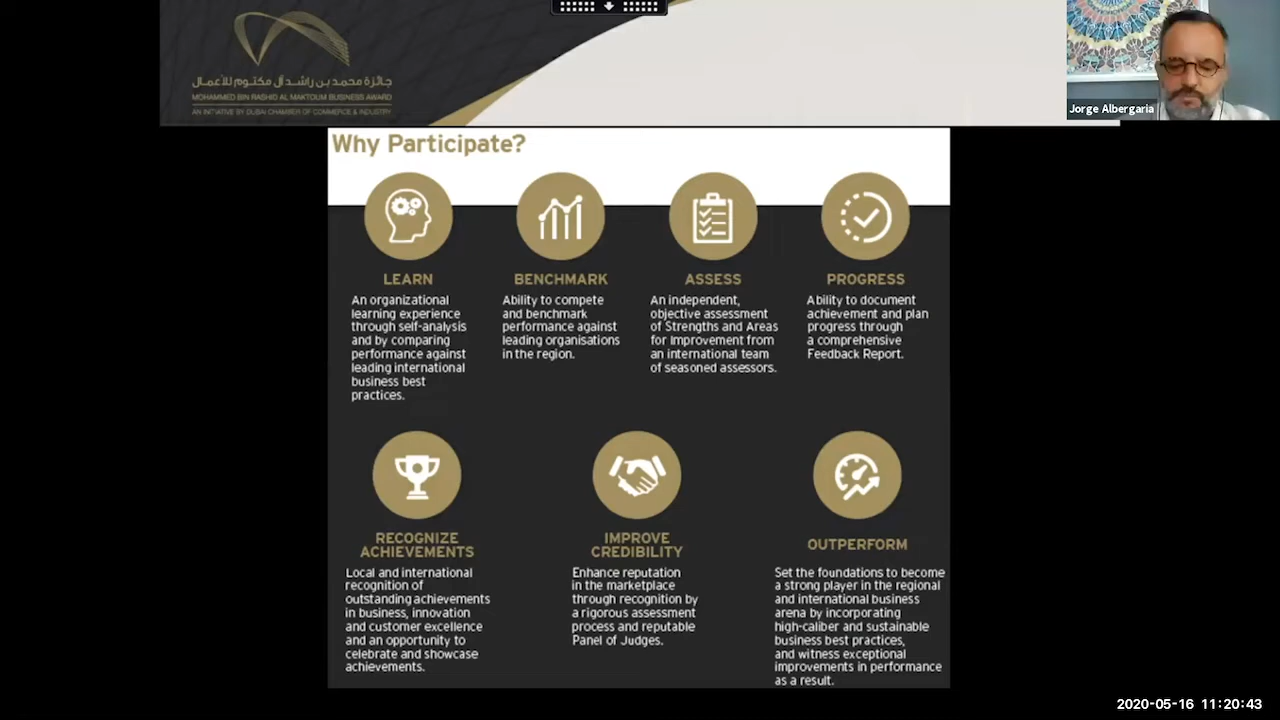 جائزة محمد بن راشد آل مكتوم للأعمال
MOHAMMED BIN RASHID AL MAKTOUM BUSINESS AWARD
AN INITIATIVE BY DUBAI CHAMBER OF COMMERCE & INDUSTRY
Jorge Albergaria
Why Participate?
LEARN
An organizational
learning experience
through self-analysis
and by comparing
performance against
leading international
business best
practices.
BENCHMARK
Ability to compete
and benchmark
performance against
leading organisations
in the region.
ASSESS
An independent,
objective assessment
of Strengths and Areas
for Improvement from
an international team
of seasoned assessors.
PROGRESS
Ability to document
achievement and plan
progress through
a comprehensive
Feedback Report.
RECOGNIZE
ACHIEVEMENTS
Local and international
recognition of
outstanding achievements
in business, innovation
and customer excellence
and an opportunity to
celebrate and showcase
achievements.
IMPROVE
CREDIBILITY
Enhance reputation
in the marketplace
through recognition by
a rigorous assessment
process and reputable
Panel of Judges.
OUTPERFORM
Set the foundations to become
a strong player in the regional
and international business
arena by incorporating
high-caliber and sustainable
business best practices,
and witness exceptional
improvements in performance
as a result.
2020-05-16 11:20:43